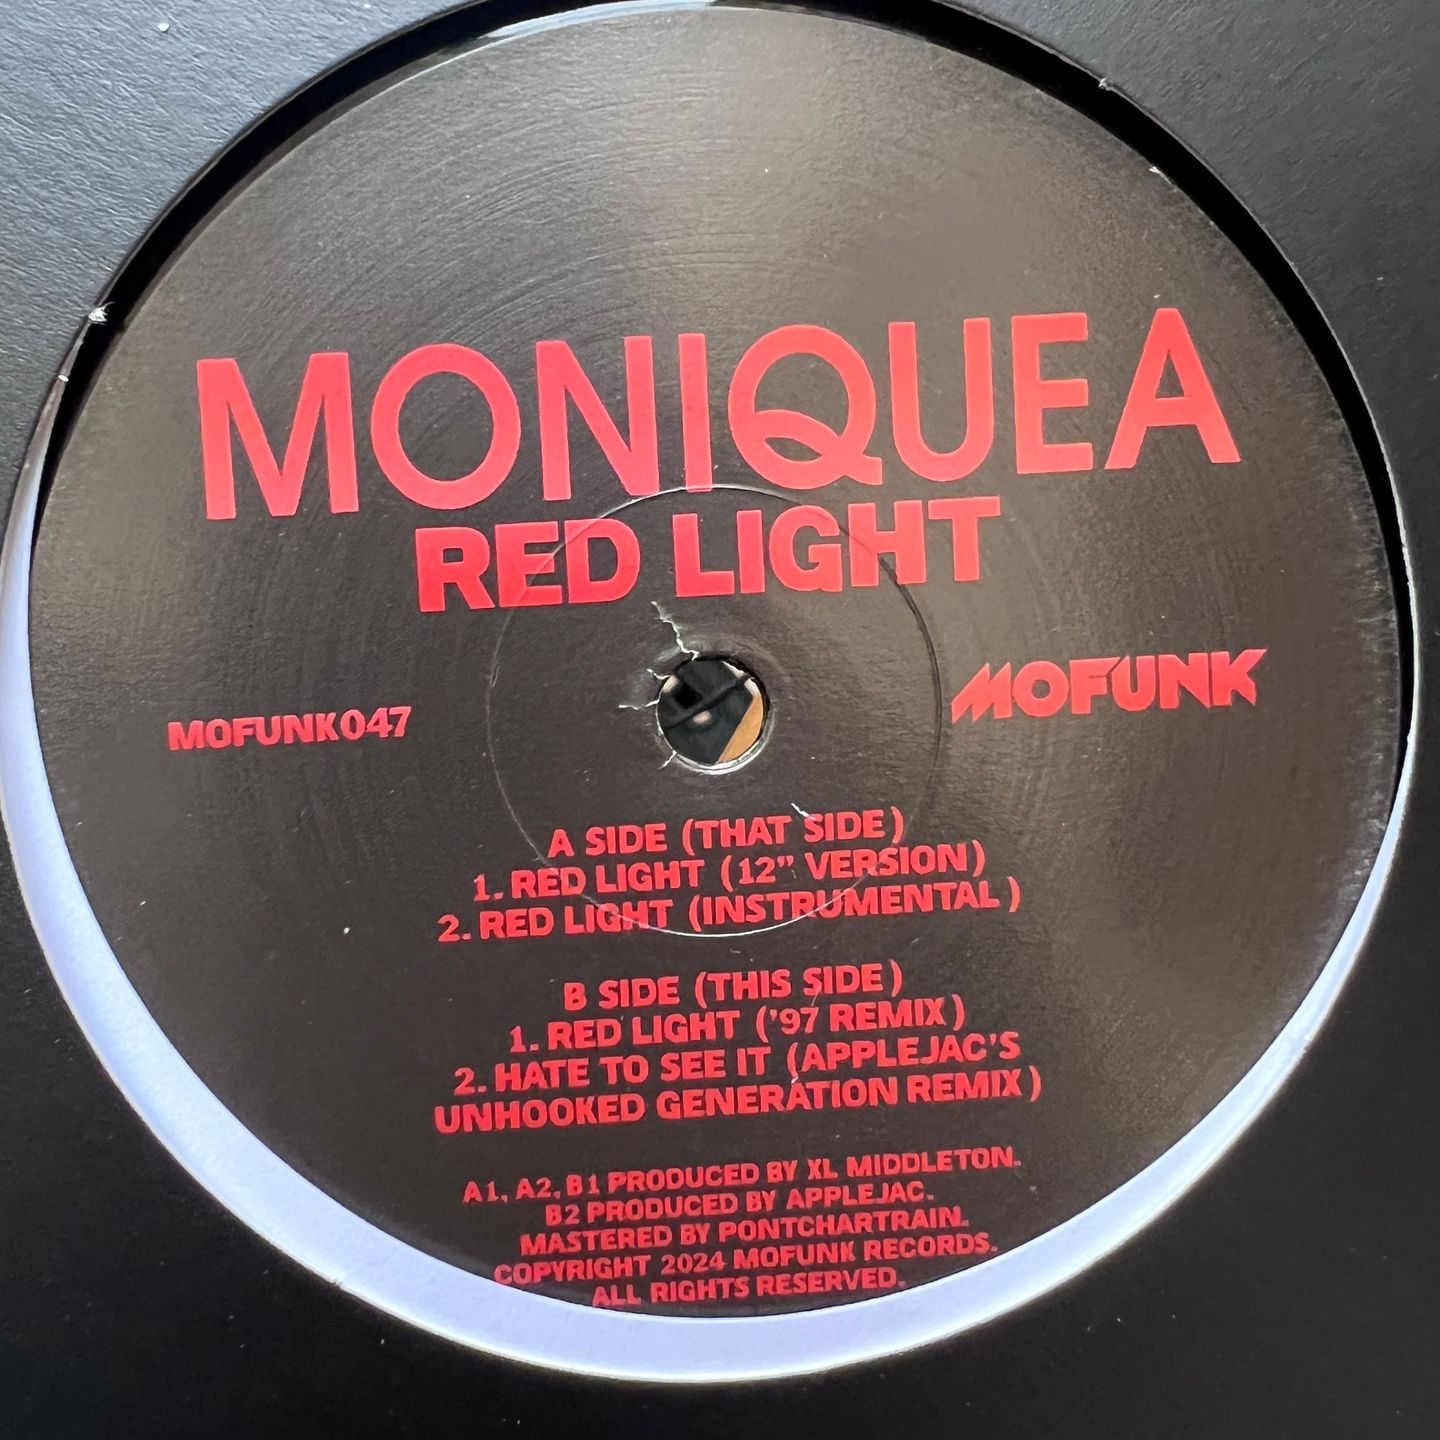 MONIQUEA
RED LIGHT
MOFUNK047
MOFUNK
A SIDE (THAT SIDE)
1. RED LIGHT (12" VERSION)
2. RED LIGHT (INSTRUMENTAL)
B SIDE (THIS SIDE)
1. RED LIGHT ('97 REMIX)
2. HATE TO SEE IT (APPLEJAC'S
UNHOOKED GENERATION REMIX)
A1, A2, B1 PRODUCED BY XL MIDDLETON.
B2 PRODUCED BY APPLEJAC.
MASTERED BY PONTCHARTRAIN.
COPYRIGHT 2024 MOFUNK RECORDS.
ALL RIGHTS RESERVED.